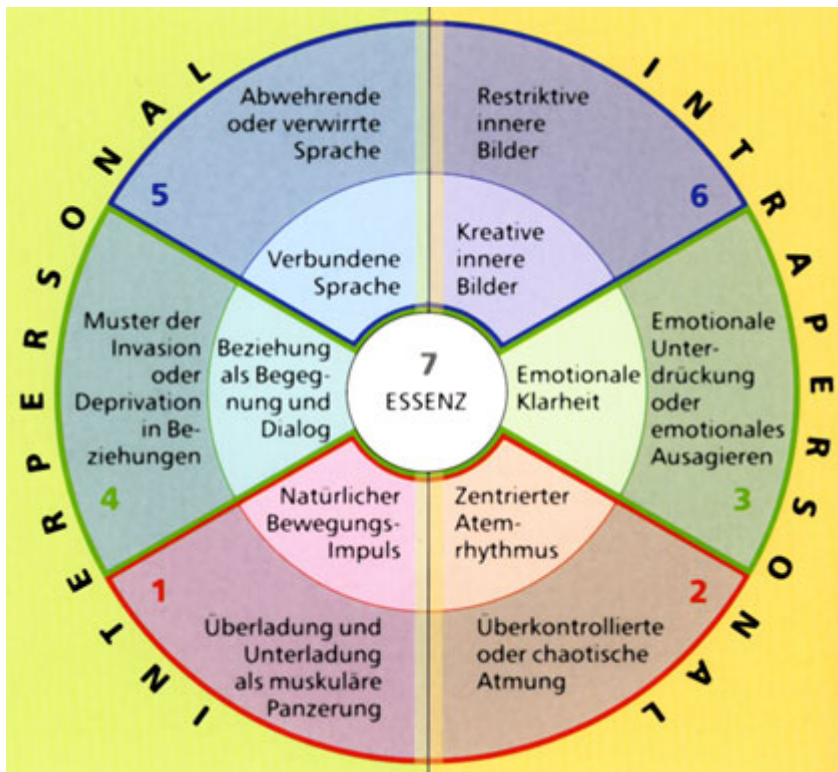 INTERPERSONAL
INTRAPERSONAL
Abwehrende
oder verwirrte
Sprache
5
Restriktive
innere
Bilder
6
Verbundene
Sprache
Kreative
innere
Bilder
Muster der
Invasion
oder
Deprivation
in Be-
ziehungen
4
Beziehung
als Begeg-
nung und
Dialog
7
ESSENZ
Emotionale
Klarheit
Emotionale
Unter-
drückung
oder
emotionales
Ausagieren
3
Natürlicher
Bewegungs-
Impuls
Zentrierter
Atem-
rhythmus
1
Überladung und
Unterladung
als muskuläre
Panzerung
2
Überkontrollierte
oder chaotische
Atmung